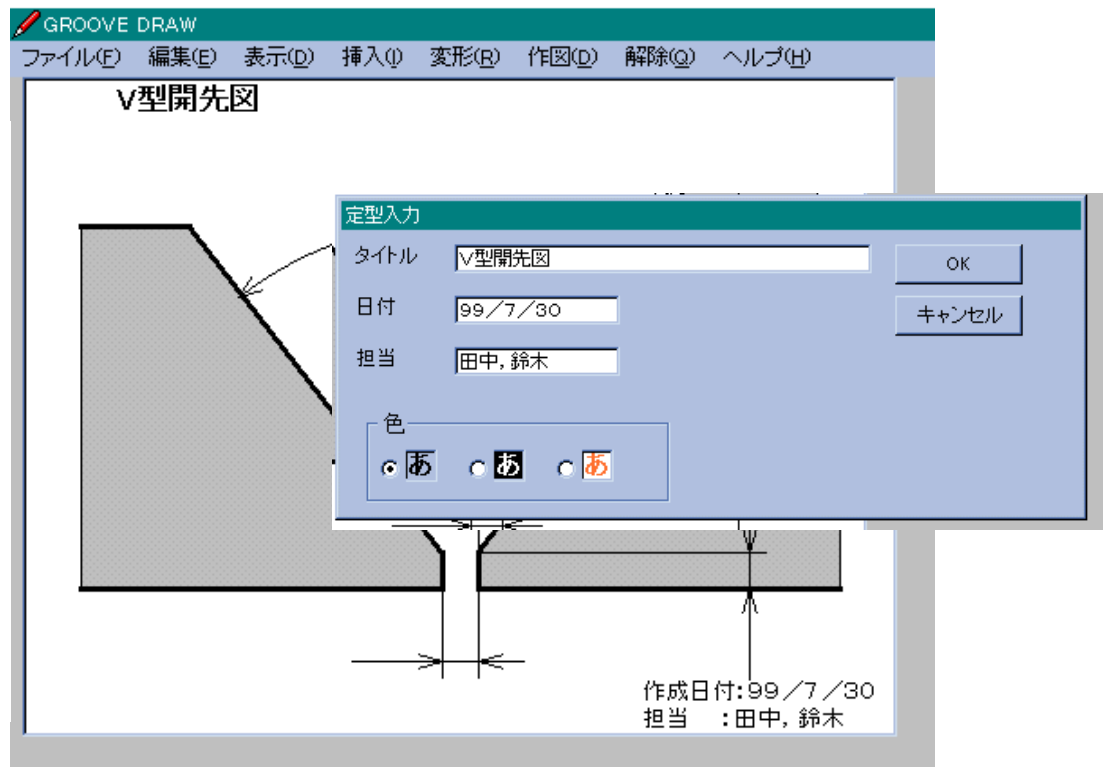 GROOVE DRAW
ファイル(F) 編集(E) 表示(D) 挿入(I) 変形(R) 作図(D) 解除(Q) ヘルプ(H)
V型開先図
定型入力
タイトル V型開先図 OK
日付 99/7/30 キャンセル
担当 田中,鈴木
色
あ あ あ
作成日付:99/7/30
担当 :田中,鈴木